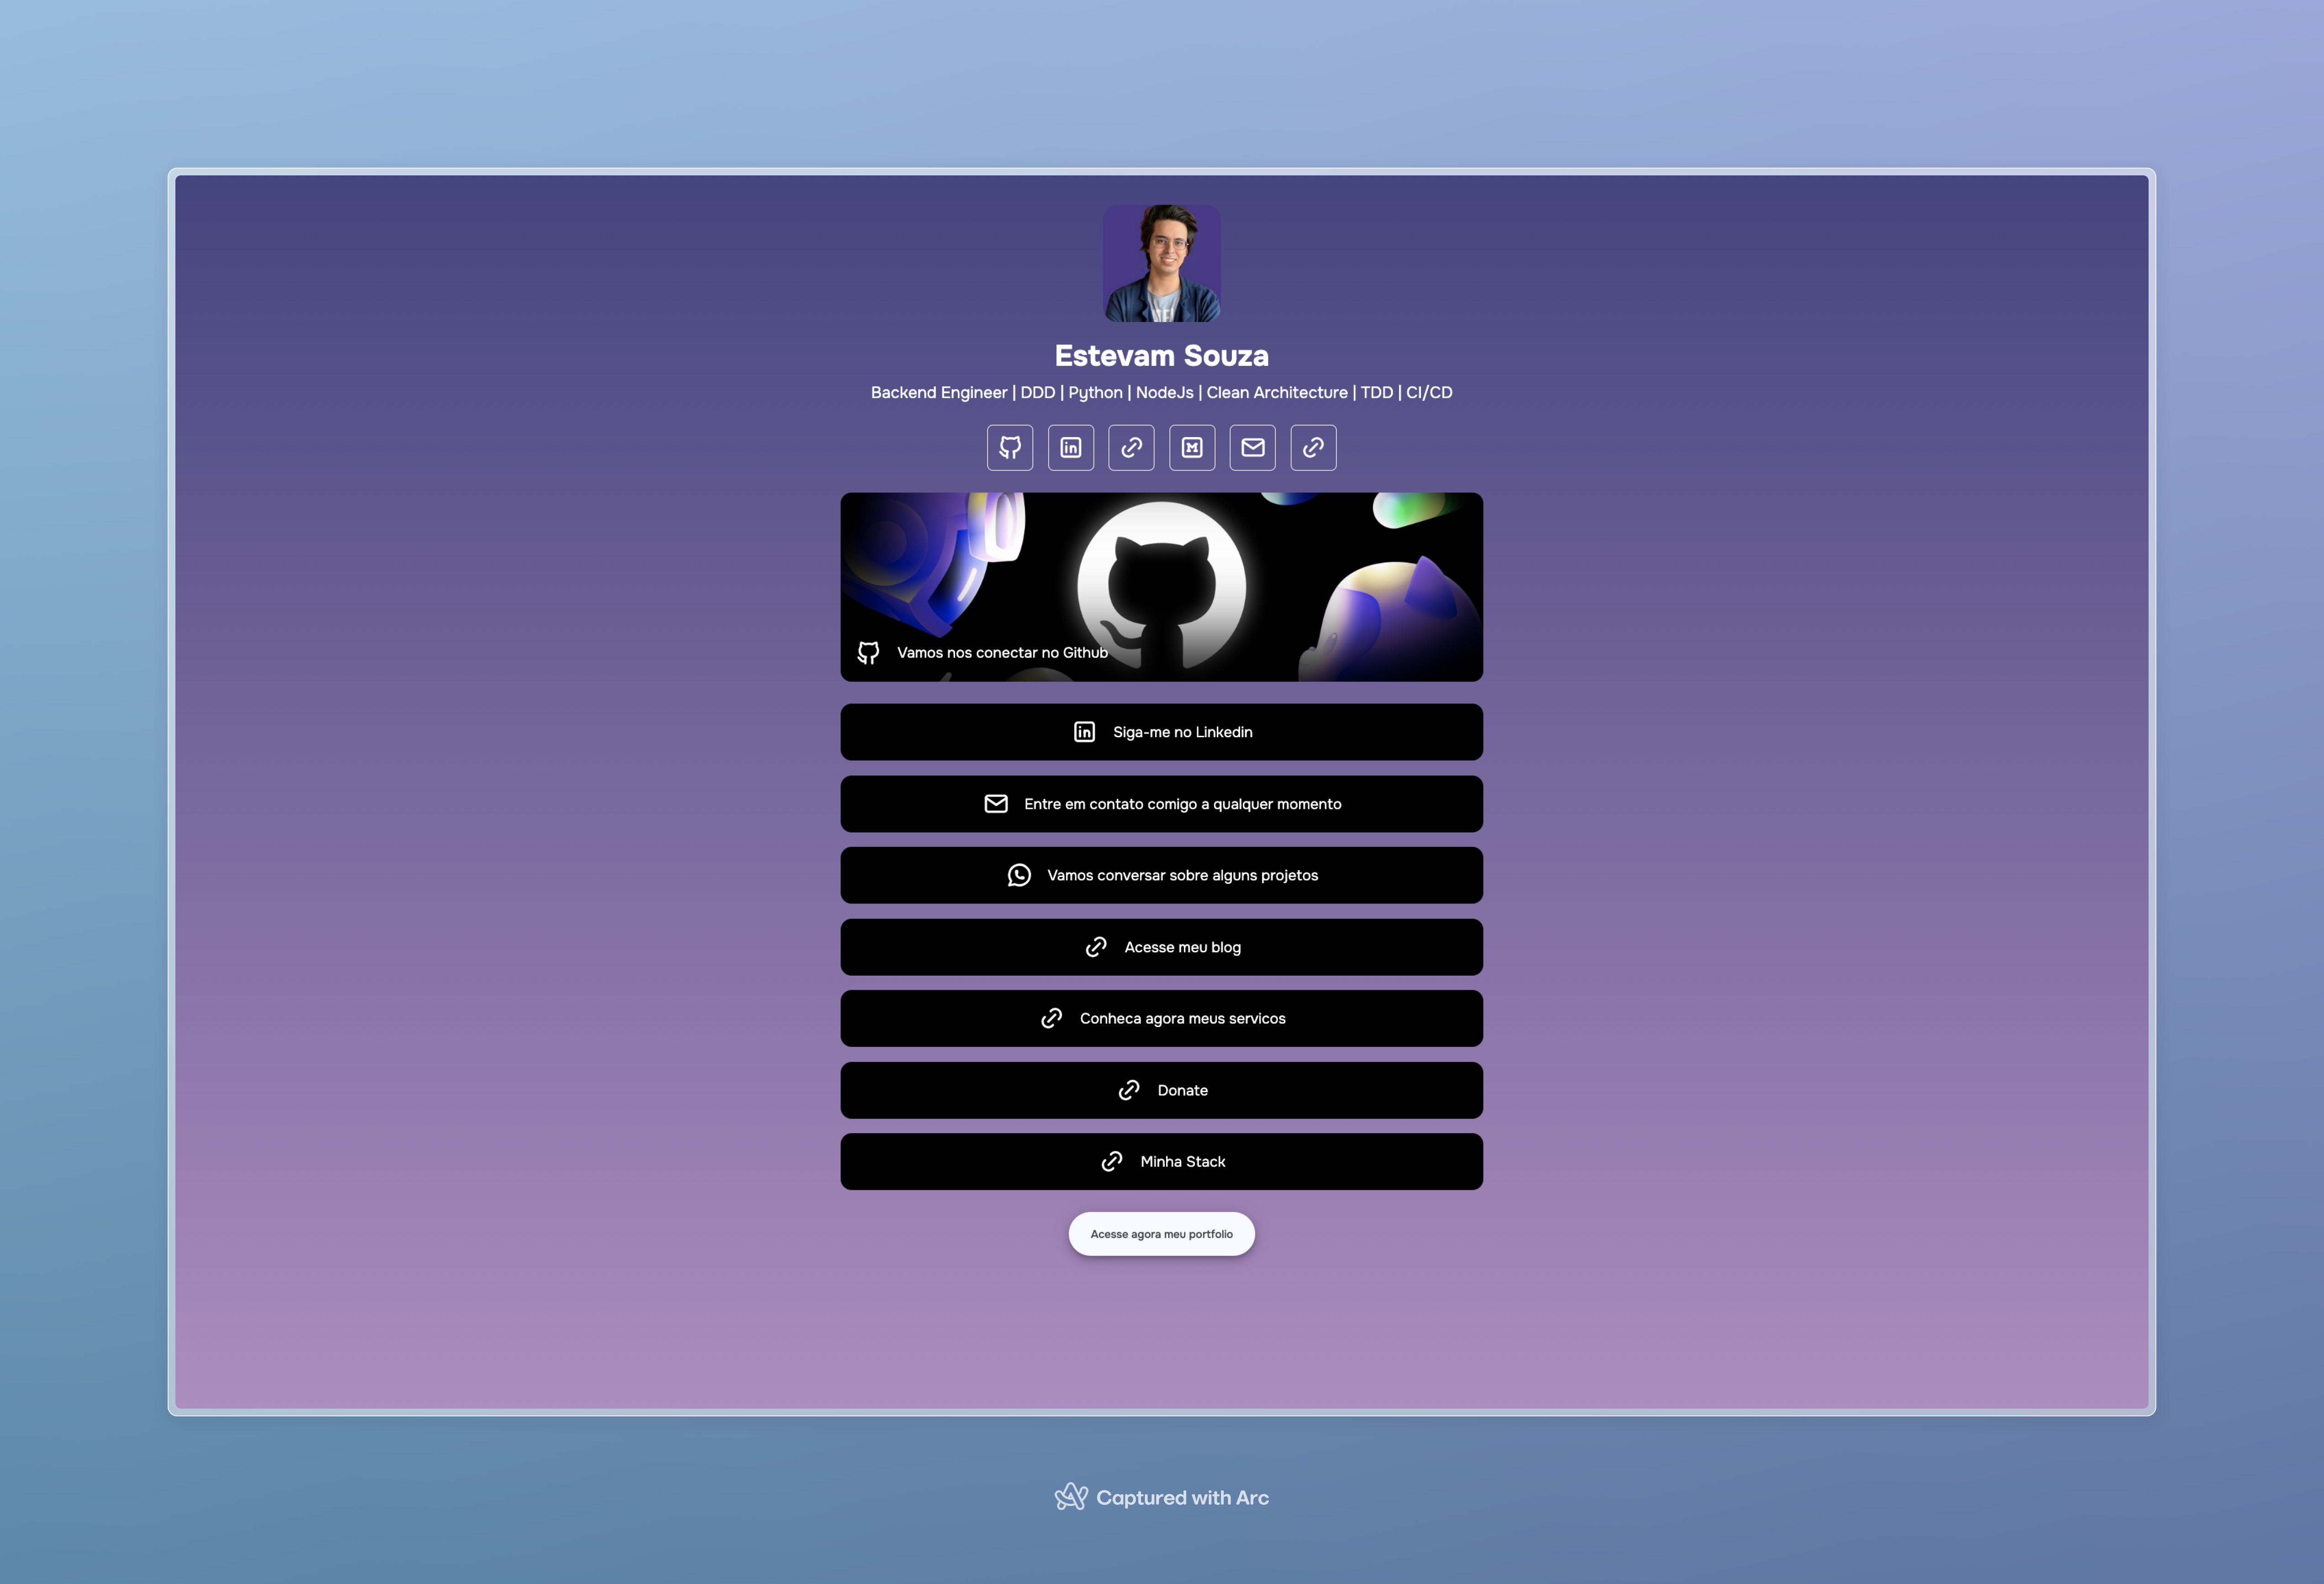 Estevam Souza
Backend Engineer | DDD | Python | NodeJs | Clean Architecture | TDD | CI/CD
Vamos nos conectar no Github
Siga-me no Linkedin
Entre em contato comigo a qualquer momento
Vamos conversar sobre alguns projetos
Acesse meu blog
Conheca agora meus servicos
Donate
Minha Stack
Acesse agora meu portfolio
Captured with Arc